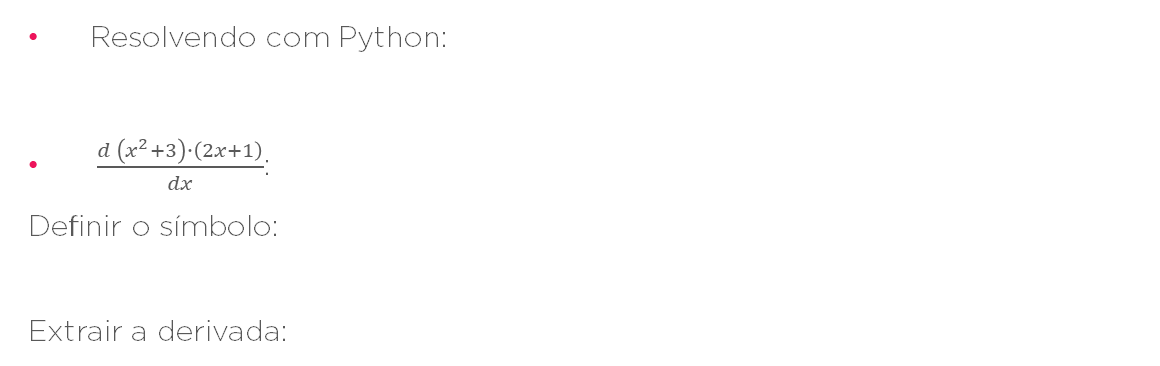 • Resolvendo com Python:
• d (x²+3)·(2x+1)
dx :
Definir o símbolo:
Extrair a derivada: